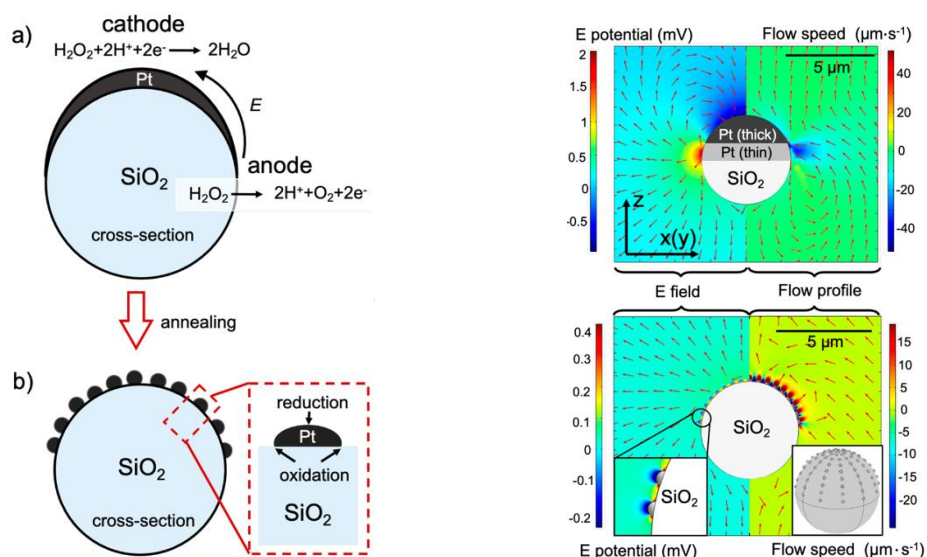 a)
cathode
H₂O₂+2H⁺+2e⁻ → 2H₂O
Pt
E
anode
SiO₂
H₂O₂ → 2H⁺+O₂+2e⁻
cross-section
annealing
b)
SiO₂
cross-section
reduction
Pt
oxidation
SiO₂
E potential (mV)
Flow speed (μm·s⁻¹)
2
1.5
1
0.5
0
-0.5
5 μm
Pt (thick)
Pt (thin)
SiO₂
z
x(y)
40
20
0
-20
-40
E field
Flow profile
0.4
0.3
0.2
0.1
0
-0.1
-0.2
5 μm
SiO₂
SiO₂
15
10
5
0
-5
-10
-15
-20
E potential (mV)
Flow speed (μm · s⁻¹)